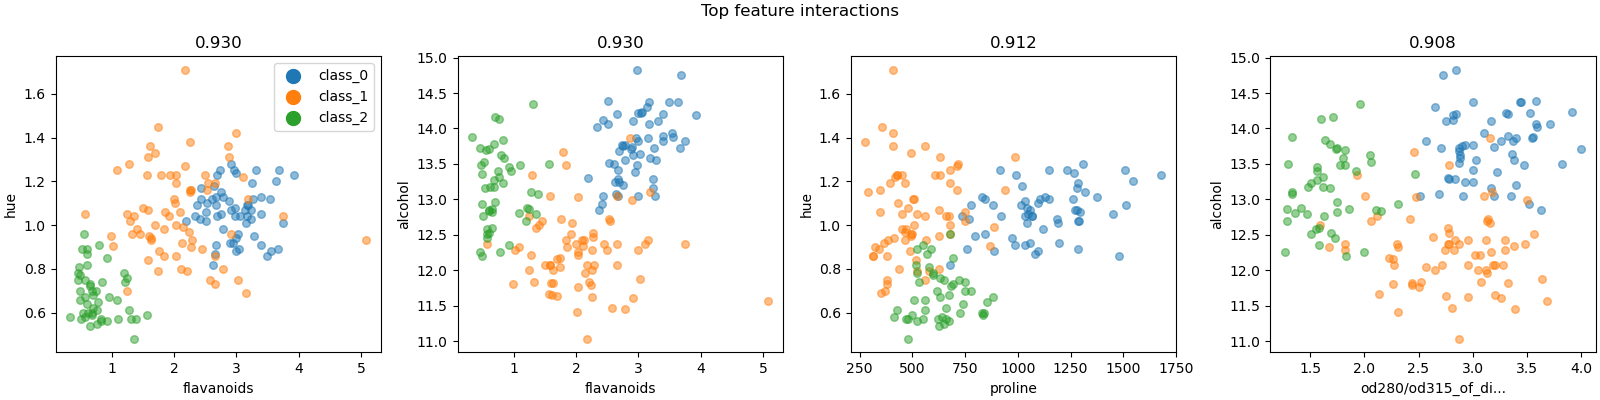 Top feature interactions
0.930
hue
1.6
1.4
1.2
1.0
0.8
0.6
class_0
class_1
class_2
1 2 3 4 5
flavanoids
0.930
alcohol
15.0
14.5
14.0
13.5
13.0
12.5
12.0
11.5
11.0
1 2 3 4 5
flavanoids
0.912
hue
1.6
1.4
1.2
1.0
0.8
0.6
250 500 750 1000 1250 1500 1750
proline
0.908
alcohol
15.0
14.5
14.0
13.5
13.0
12.5
12.0
11.5
11.0
1.5 2.0 2.5 3.0 3.5 4.0
od280/od315_of_di...